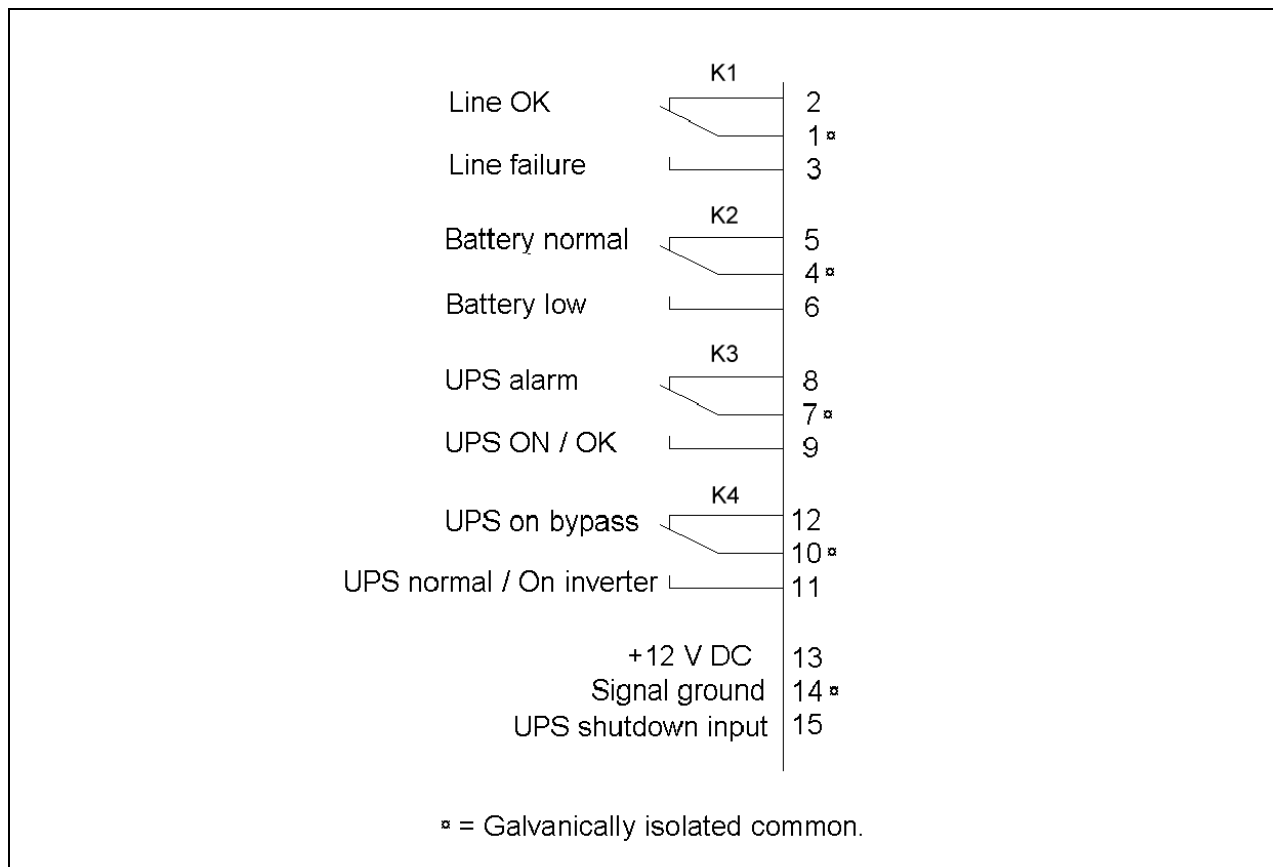 K1
Line OK 2
1 ¤
Line failure 3
K2
Battery normal 5
4 ¤
Battery low 6
K3
UPS alarm 8
7 ¤
UPS ON / OK 9
K4
UPS on bypass 12
10 ¤
UPS normal / On inverter 11
+12 V DC 13
Signal ground 14 ¤
UPS shutdown input 15
¤ = Galvanically isolated common.